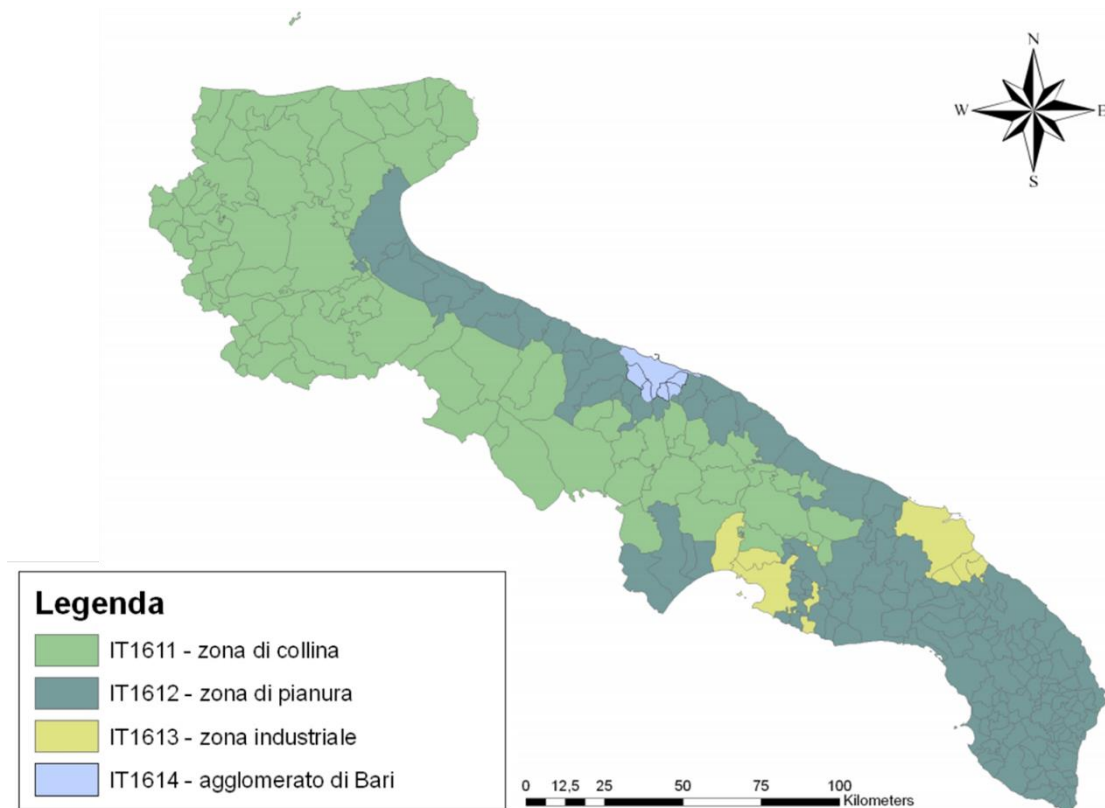 N
W E
S
Legenda
IT1611 - zona di collina
IT1612 - zona di pianura
IT1613 - zona industriale
IT1614 - agglomerato di Bari
0 12,5 25 50 75 100
Kilometers